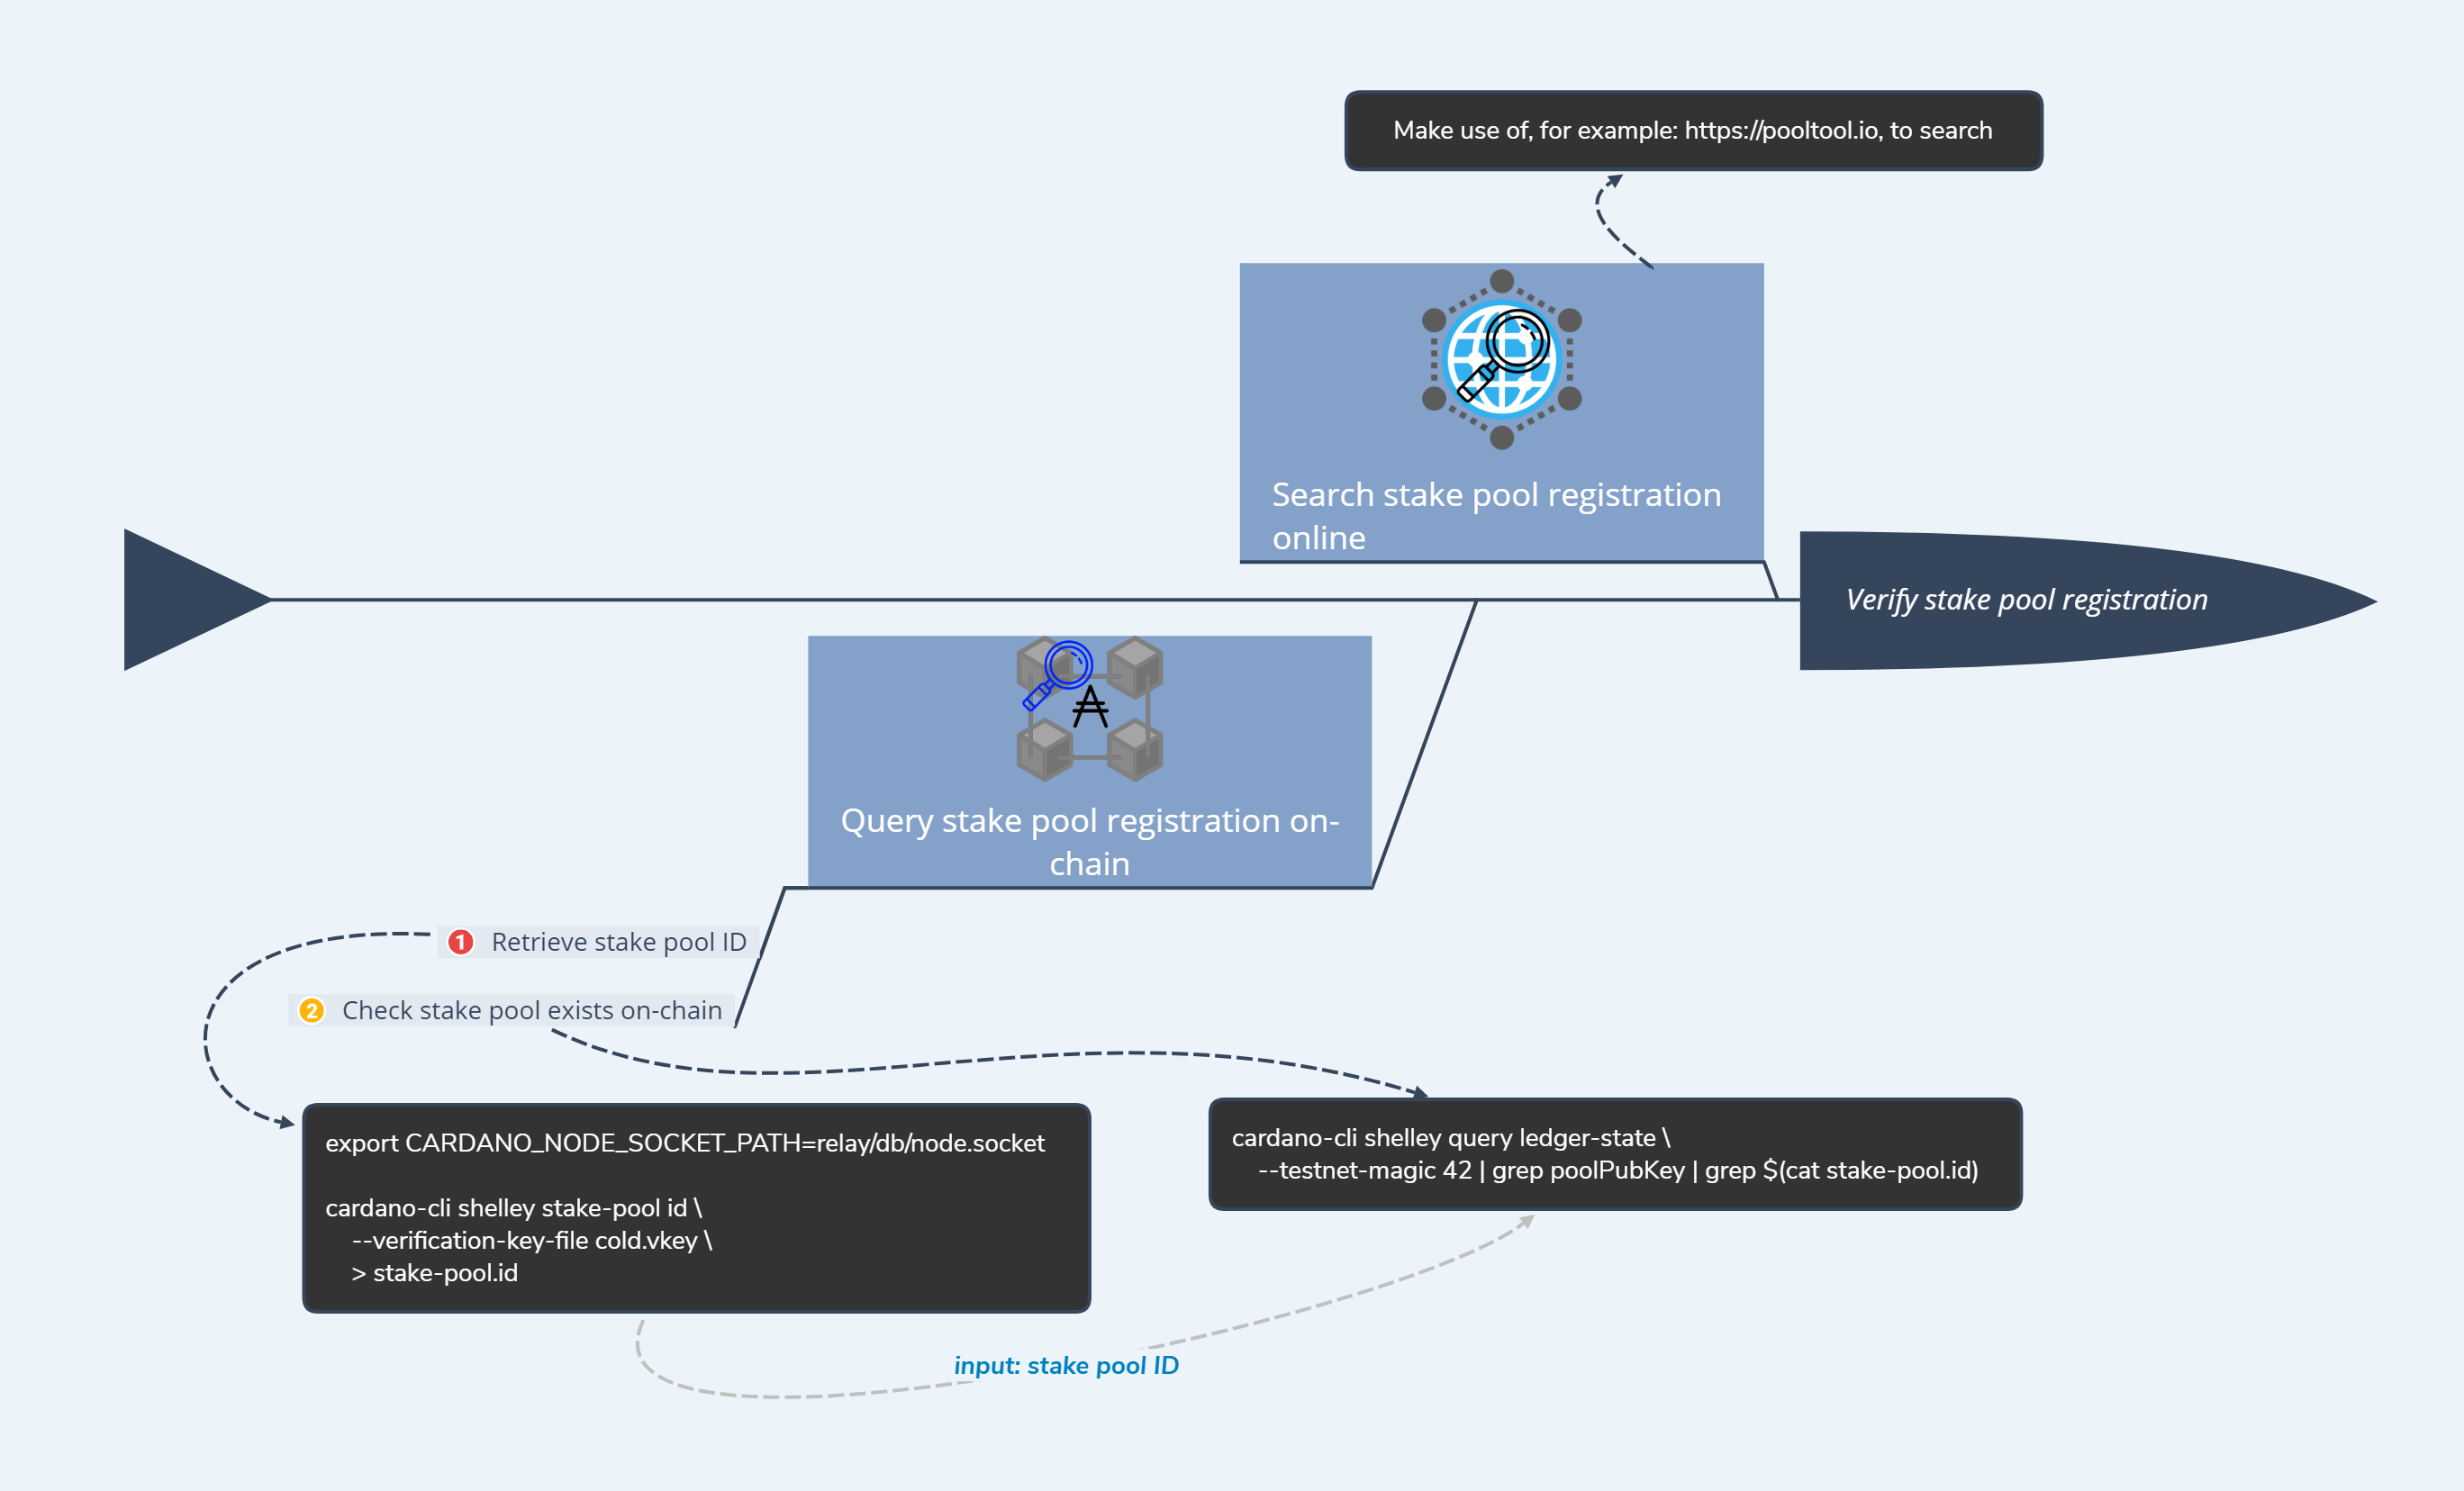 Make use of, for example: https://pooltool.io, to search
Search stake pool registration
online
Verify stake pool registration
Query stake pool registration on-
chain
1 Retrieve stake pool ID
2 Check stake pool exists on-chain
export CARDANO_NODE_SOCKET_PATH=relay/db/node.socket
cardano-cli shelley stake-pool id \
--verification-key-file cold.vkey \
> stake-pool.id
cardano-cli shelley query ledger-state \
--testnet-magic 42 | grep poolPubKey | grep $(cat stake-pool.id)
input: stake pool ID